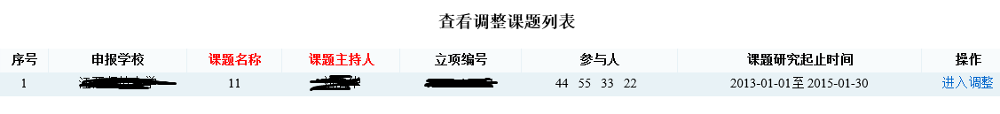 查看调整课题列表
序号 申报学校 课题名称 课题主持人 立项编号 参与人 课题研究起止时间 操作
1 11 44 55 33 22 2013-01-01至 2015-01-30 进入调整